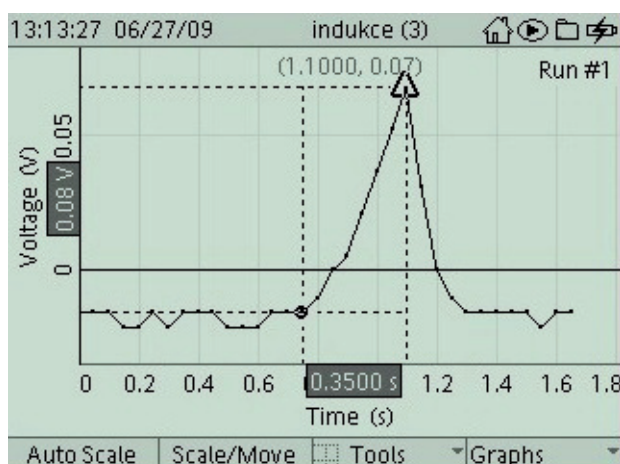 13:13:27 06/27/09 indukce (3)
(1.1000, 0.07) Run #1
Voltage (V)
0.05
0.08 V
0
0 0.2 0.4 0.6 0.3500 s 1.2 1.4 1.6 1.8
Time (s)
Auto Scale Scale/Move Tools Graphs